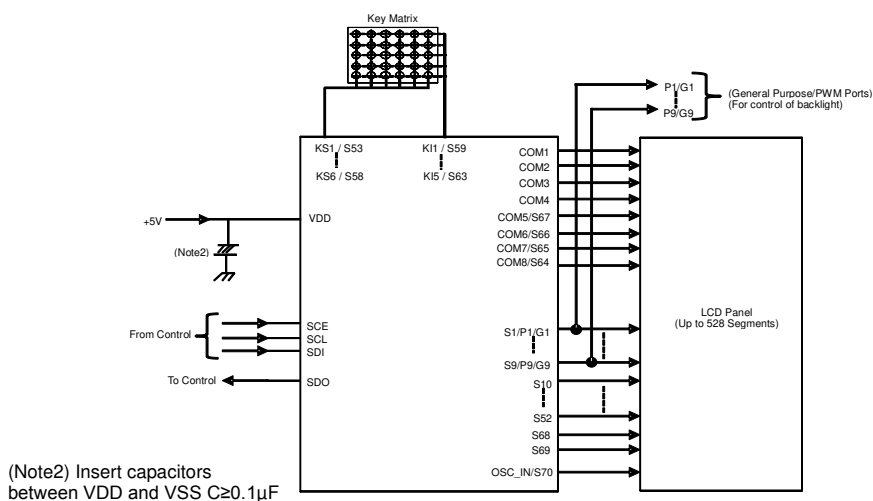 Key Matrix
P1/G1
P9/G9
(General Purpose/PWM Ports)
(For control of backlight)
KS1 / S53
KS6 / S58
KI1 / S59
KI5 / S63
COM1
COM2
COM3
COM4
COM5/S67
COM6/S66
COM7/S65
COM8/S64
+5V
VDD
(Note2)
LCD Panel
(Up to 528 Segments)
From Control
SCE
SCL
SDI
To Control
SDO
S1/P1/G1
S9/P9/G9
S10
S52
S68
S69
OSC_IN/S70
(Note2) Insert capacitors
between VDD and VSS C≥0.1µF